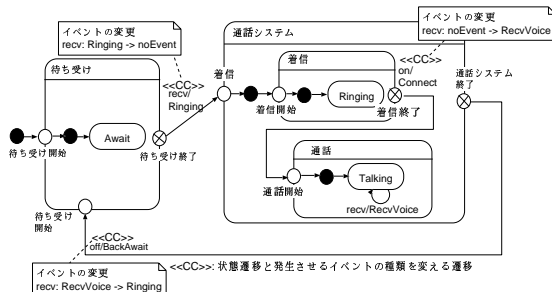 イベントの変更
recv: Ringing -> noEvent
イベントの変更
recv: noEvent -> RecvVoice
通話システム
待ち受け
<<CC>>
recv/
Ringing
着信
着信
<<CC>>
on/
Connect
通話システム
終了
Await
Ringing
待ち受け開始
待ち受け終了
着信開始
着信終了
通話
Talking
通話開始
recv/RecvVoice
待ち受け
開始
<<CC>>
off/BackAwait
<<CC>>: 状態遷移と発生させるイベントの種類を変える遷移
イベントの変更
recv: RecvVoice -> Ringing